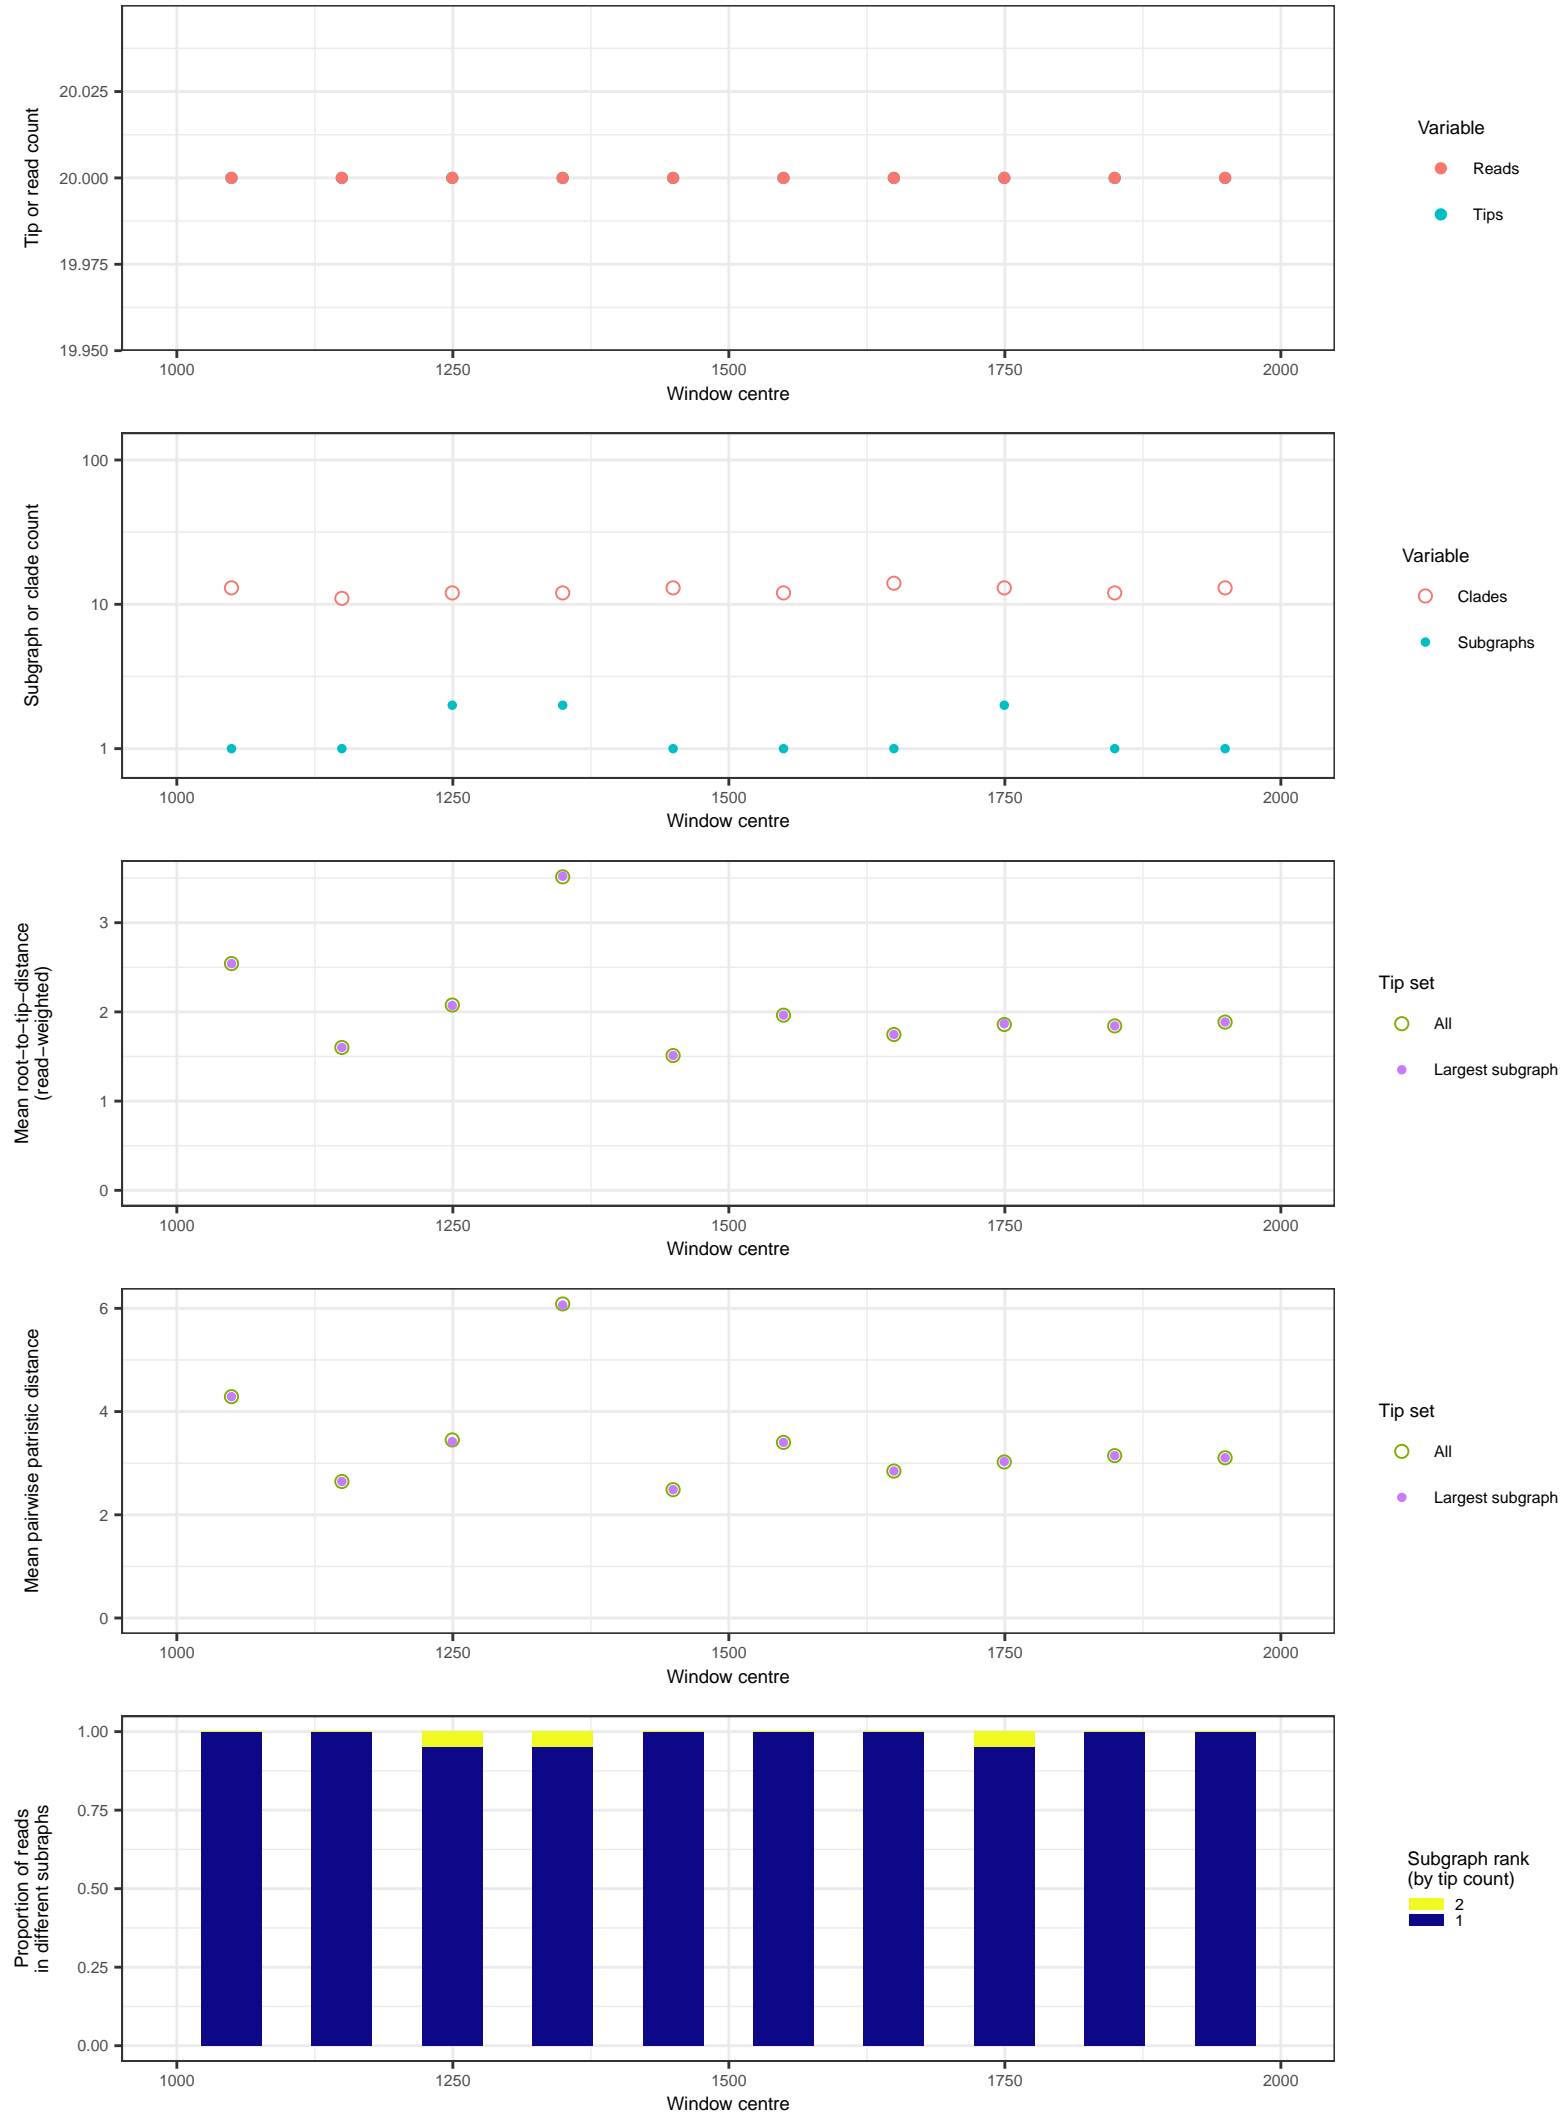 20.025
20.000
19.975
19.950
Tip or read count
1000 1250 1500 1750 2000
Window centre
Variable
Reads
Tips
100
10
1
Subgraph or clade count
1000 1250 1500 1750 2000
Window centre
Variable
Clades
Subgraphs
3
2
1
0
Mean root−to−tip−distance
(read−weighted)
1000 1250 1500 1750 2000
Window centre
Tip set
All
Largest subgraph
6
4
2
0
Mean pairwise patristic distance
1000 1250 1500 1750 2000
Window centre
Tip set
All
Largest subgraph
1.00
0.75
0.50
0.25
0.00
Proportion of reads
in different subraphs
1000 1250 1500 1750 2000
Window centre
Subgraph rank
(by tip count)
2
1